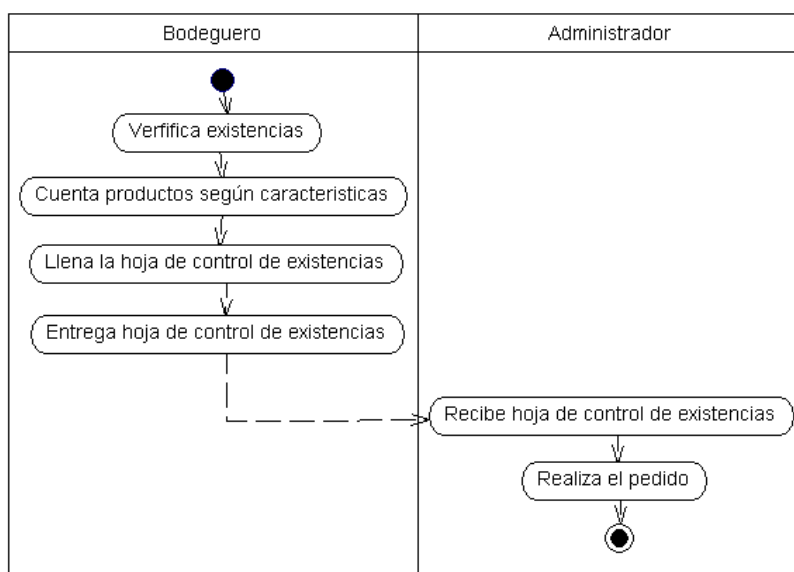 Bodeguero
Administrador
Verfifica existencias
Cuenta productos según caracteristicas
Llena la hoja de control de existencias
Entrega hoja de control de existencias
Recibe hoja de control de existencias
Realiza el pedido